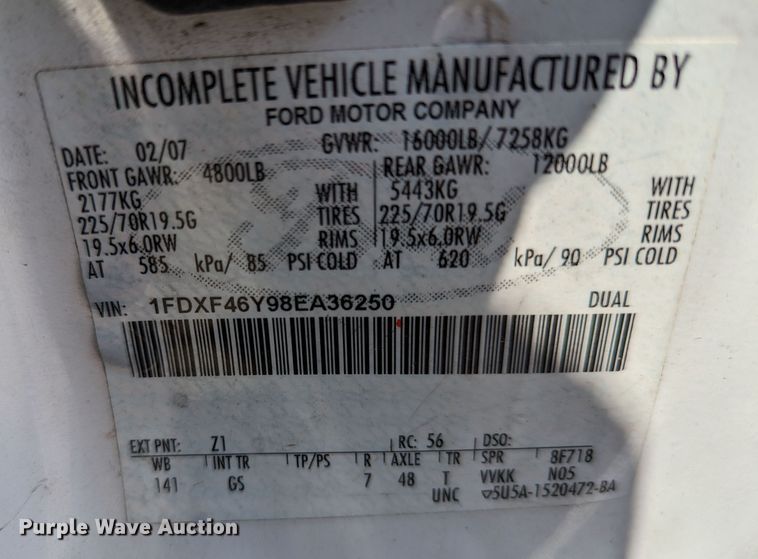 INCOMPLETE VEHICLE MANUFACTURED BY
FORD MOTOR COMPANY
DATE: 02/07 GVWR: 16000LB/ 7258KG
FRONT GAWR: 4800LB REAR GAWR: 12000LB
2177KG WITH 5443KG WITH
225/70R19.5G TIRES 225/70R19.5G TIRES
19.5x6.0RW RIMS 19.5x6.0RW RIMS
AT 585 kPa/ 85 PSI COLD AT 620 kPa/ 90 PSI COLD
VIN: 1FDXF46Y98EA36250 DUAL
EXT PNT: Z1 RC: 56 DSO:
WB INT TR TP/PS R AXLE TR SPR 8F718
141 GS 7 48 T VVKK N05
UNC ▽5U5A-1520472-BA
Purple Wave Auction